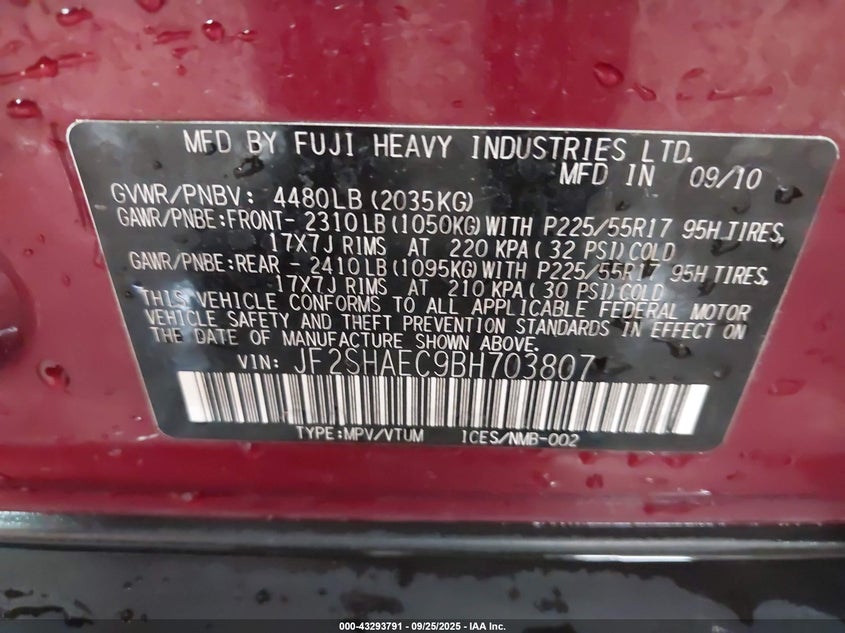 MFD BY FUJI HEAVY INDUSTRIES LTD.
MFD IN 09/10
GVWR/PNBV: 4480LB (2035KG)
GAWR/PNBE:FRONT- 2310LB (1050KG) WITH P225/55R17 95H TIRES,
17X7J RIMS AT 220 KPA ( 32 PSI) COLD
GAWR/PNBE:REAR - 2410LB (1095KG) WITH P225/55R17 95H TIRES,
17X7J RIMS AT 210 KPA ( 30 PSI) COLD
THIS VEHICLE CONFORMS TO ALL APPLICABLE FEDERAL MOTOR
VEHICLE SAFETY AND THEFT PREVENTION STANDARDS IN EFFECT ON
THE DATE OF MANUFACTURE SHOWN ABOVE.
VIN: JF2SHAEC9BH703807
TYPE:MPV/VTUM ICES/NMB-002
000-43293791 - 09/25/2025 - IAA Inc.